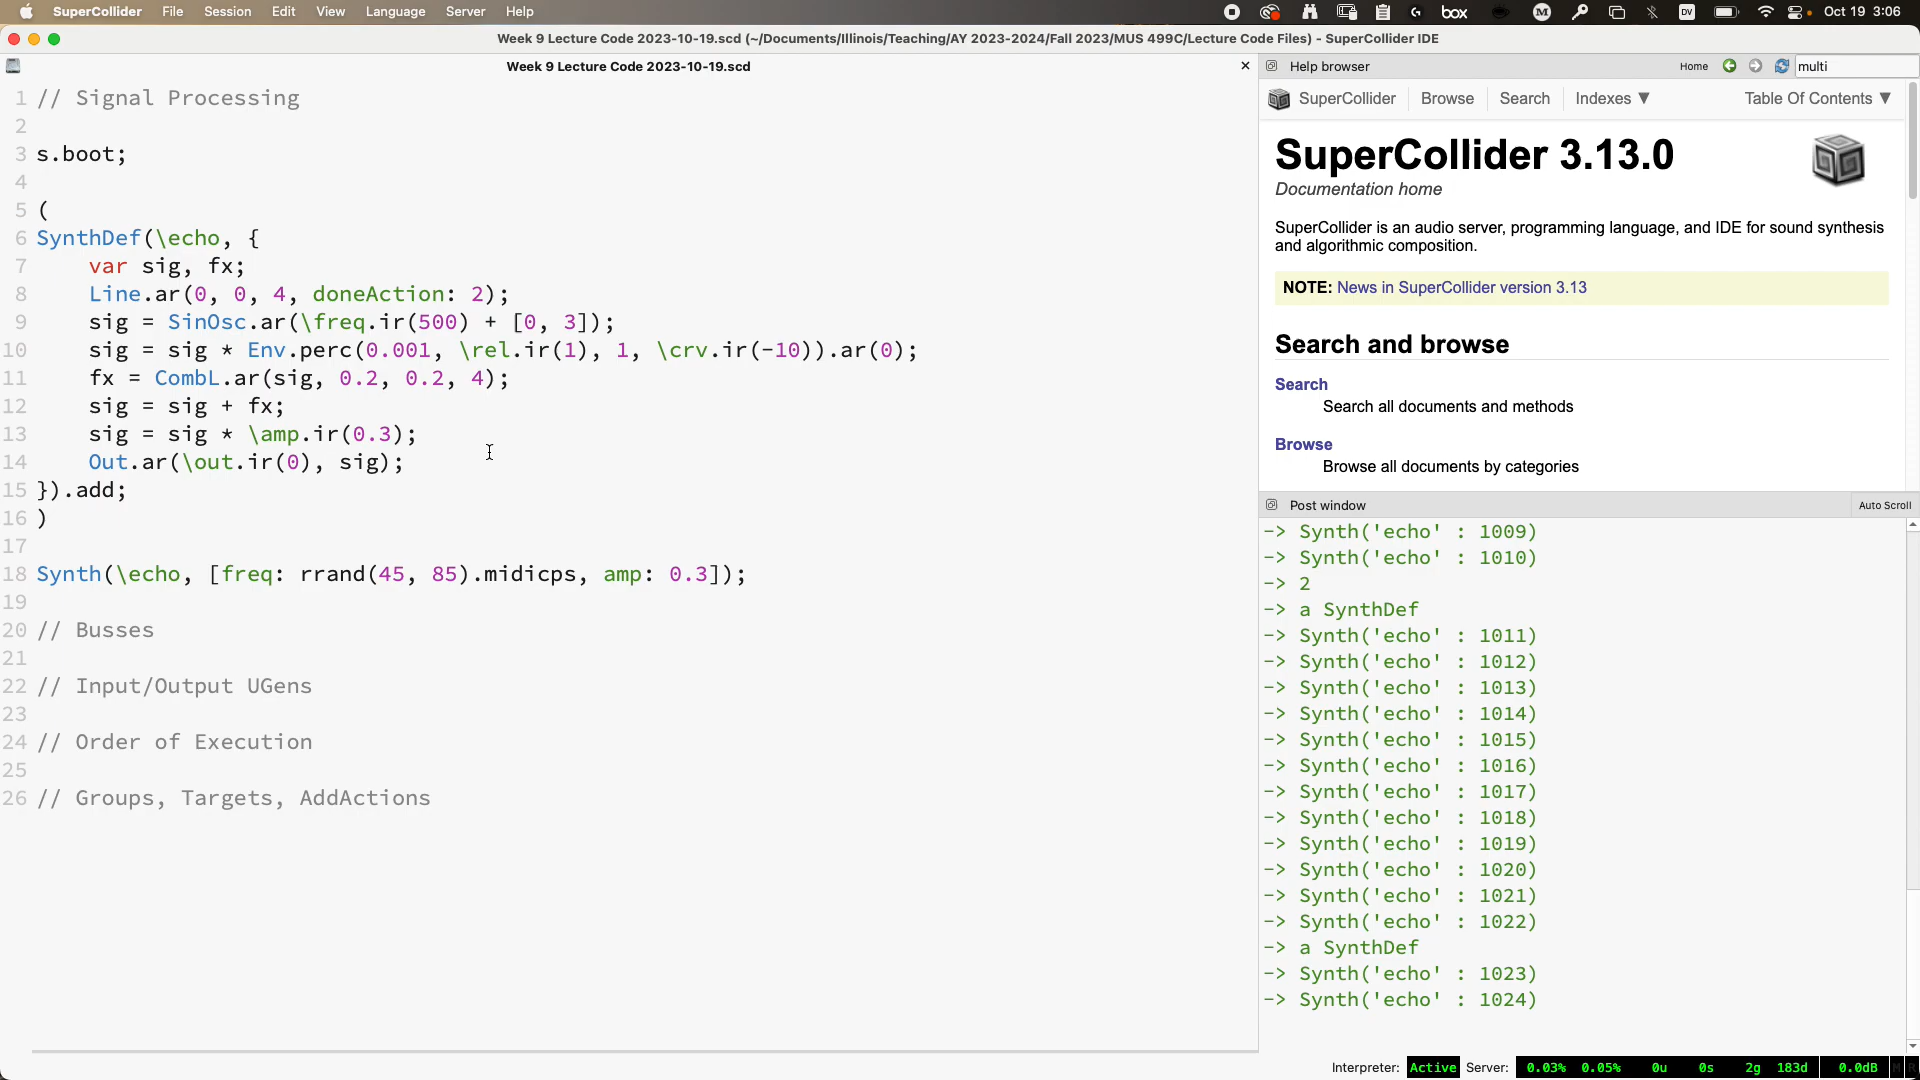 SuperCollider File Session Edit View Language Server Help box M DV Oct 19 3:06
Week 9 Lecture Code 2023-10-19.scd (~/Documents/Illinois/Teaching/AY 2023-2024/Fall 2023/MUS 499C/Lecture Code Files) - SuperCollider IDE
Week 9 Lecture Code 2023-10-19.scd
1 // Signal Processing
2
3 s.boot;
4
5 (
6 SynthDef(\echo, {
7 var sig, fx;
8 Line.ar(0, 0, 4, doneAction: 2);
9 sig = SinOsc.ar(\freq.ir(500) + [0, 3]);
10 sig = sig * Env.perc(0.001, \rel.ir(1), 1, \crv.ir(-10)).ar(0);
11 fx = CombL.ar(sig, 0.2, 0.2, 4);
12 sig = sig + fx;
13 sig = sig * \amp.ir(0.3);
14 Out.ar(\out.ir(0), sig);
15 }).add;
16 )
17
18 Synth(\echo, [freq: rrand(45, 85).midicps, amp: 0.3]);
19
20 // Busses
21
22 // Input/Output UGens
23
24 // Order of Execution
25
26 // Groups, Targets, AddActions
Help browser Home multi
SuperCollider Browse Search Indexes ▼ Table Of Contents ▼
SuperCollider 3.13.0
Documentation home
SuperCollider is an audio server, programming language, and IDE for sound synthesis
and algorithmic composition.
NOTE: News in SuperCollider version 3.13
Search and browse
Search
Search all documents and methods
Browse
Browse all documents by categories
Post window Auto Scroll
-> Synth('echo' : 1009)
-> Synth('echo' : 1010)
-> 2
-> a SynthDef
-> Synth('echo' : 1011)
-> Synth('echo' : 1012)
-> Synth('echo' : 1013)
-> Synth('echo' : 1014)
-> Synth('echo' : 1015)
-> Synth('echo' : 1016)
-> Synth('echo' : 1017)
-> Synth('echo' : 1018)
-> Synth('echo' : 1019)
-> Synth('echo' : 1020)
-> Synth('echo' : 1021)
-> Synth('echo' : 1022)
-> a SynthDef
-> Synth('echo' : 1023)
-> Synth('echo' : 1024)
Interpreter: Active Server: 0.03% 0.05% 0u 0s 2g 183d 0.0dB M R